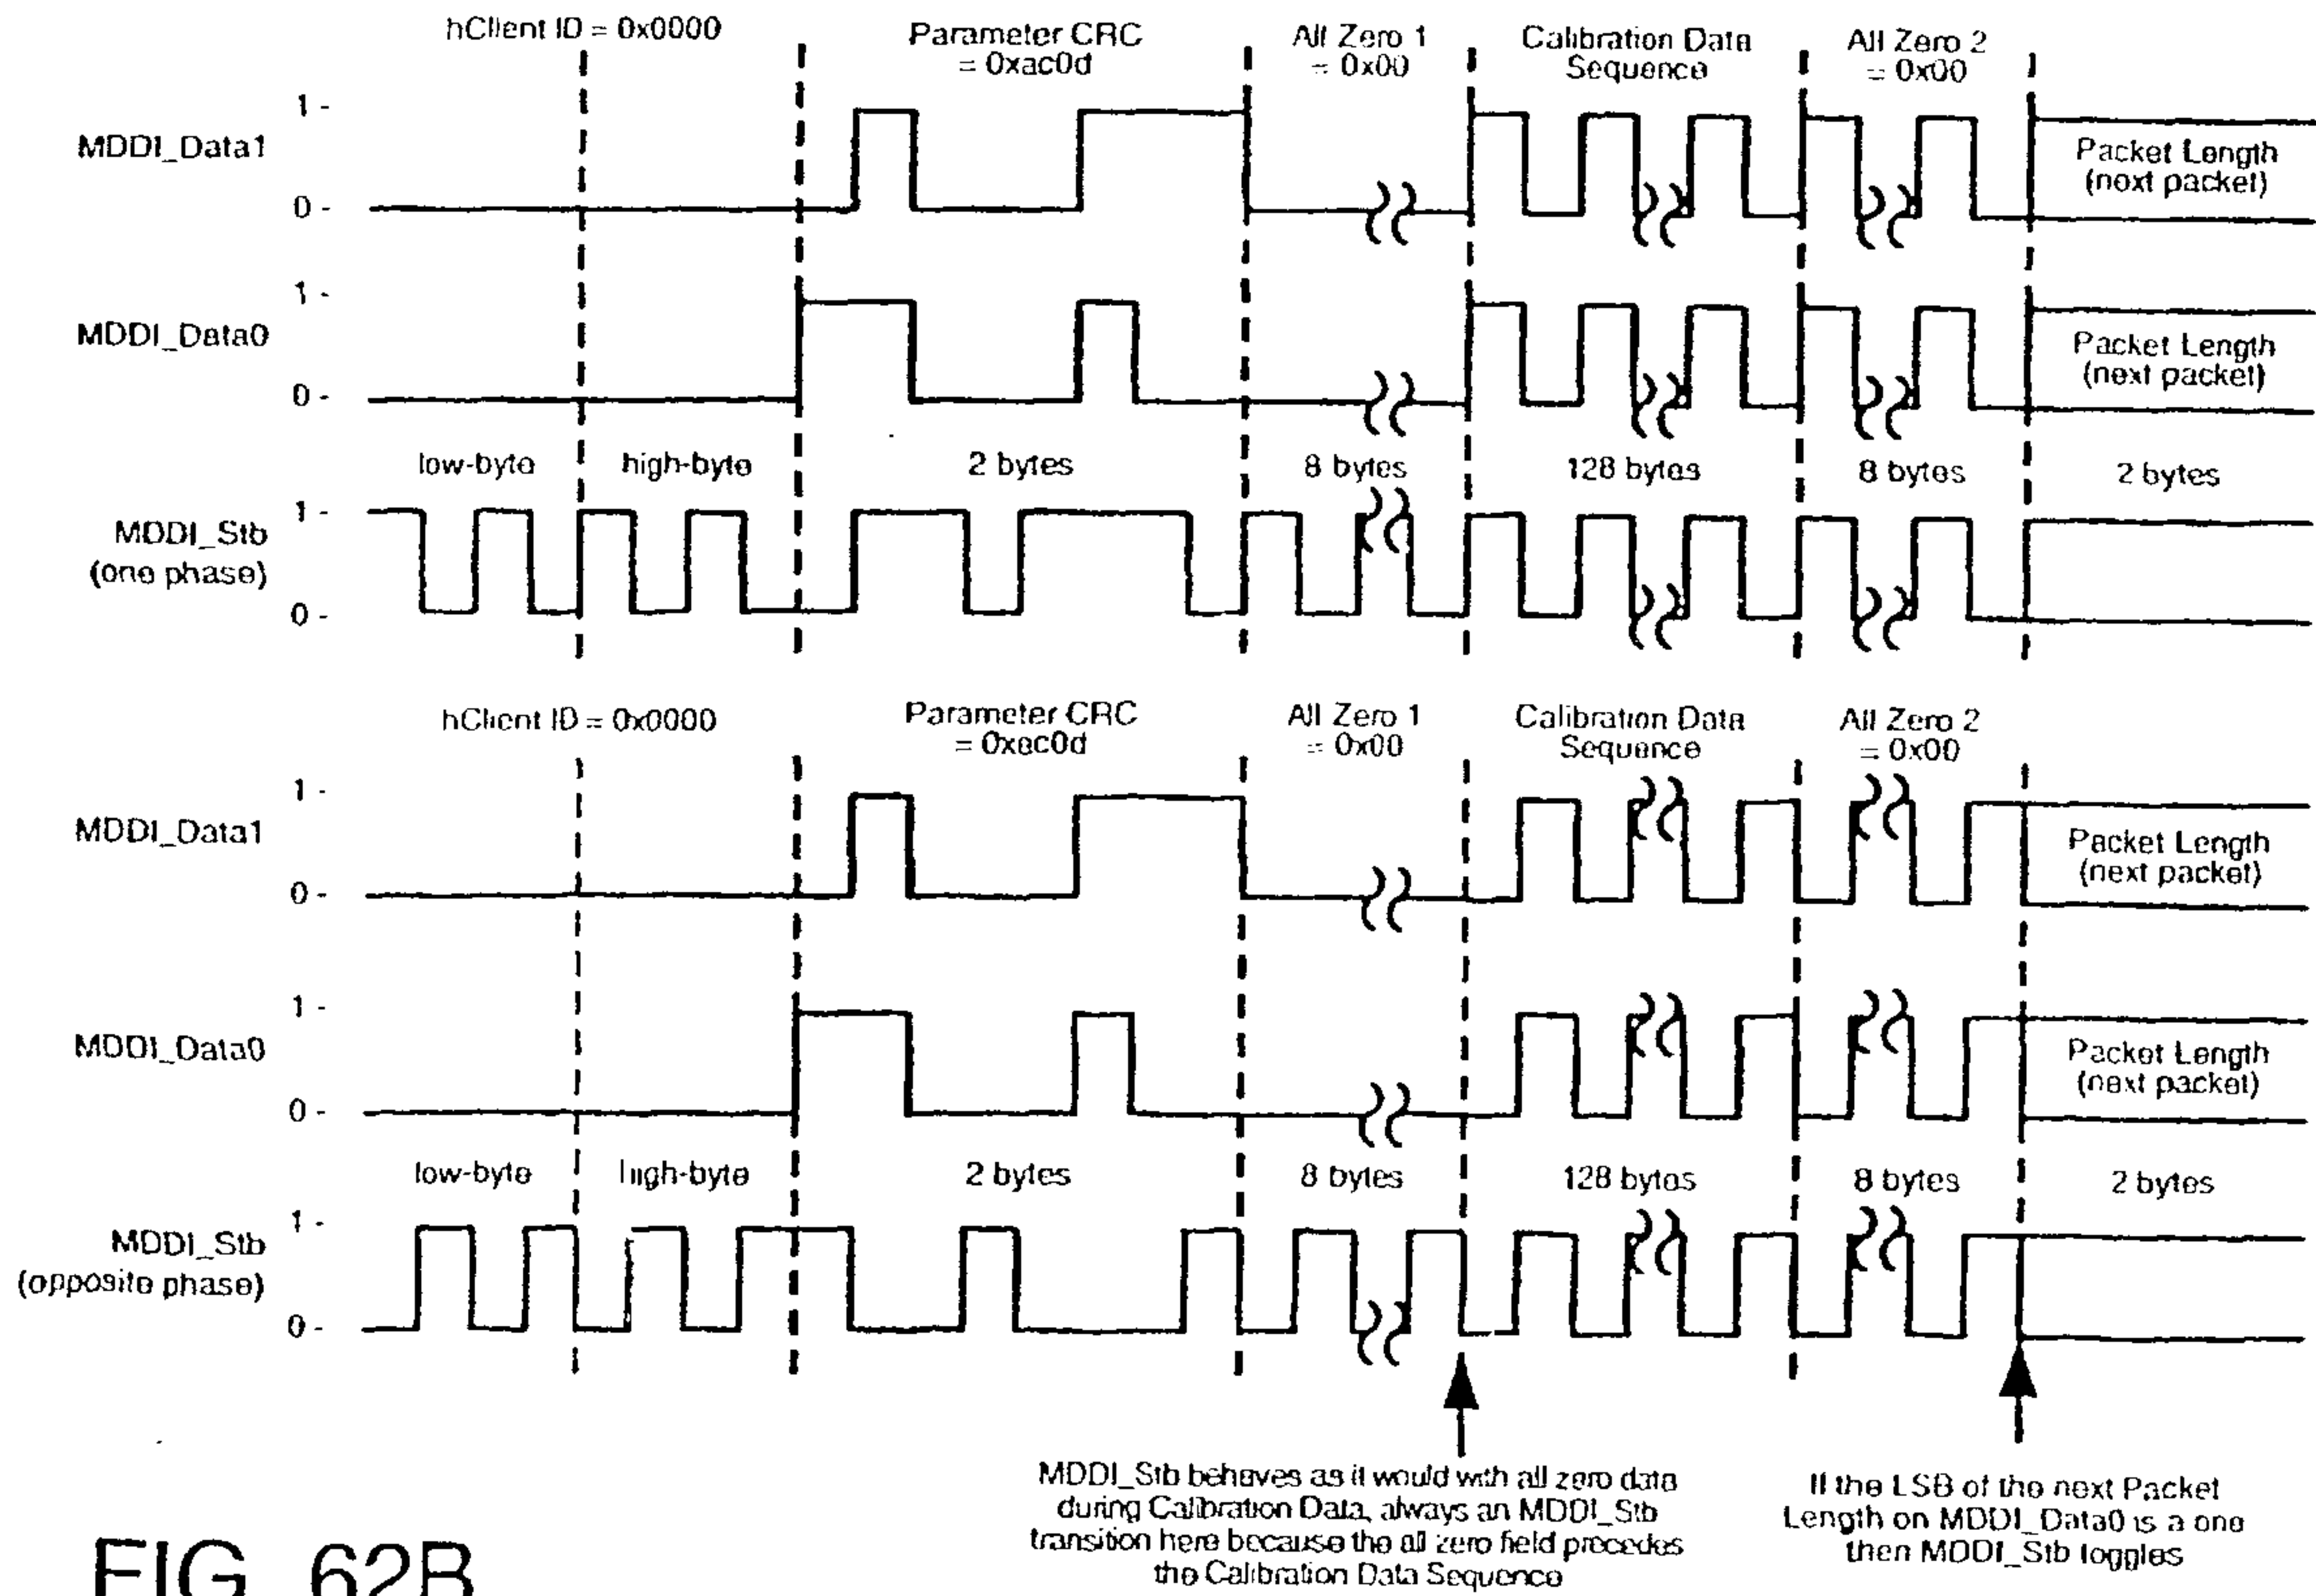 hClient ID = 0x0000
Parameter CRC
= 0xac0d
All Zero 1
= 0x00
Calibration Data
Sequence
All Zero 2
= 0x00
MDDI_Data1
1 -
0 -
Packet Length
(next packet)
MDDI_Data0
1 -
0 -
Packet Length
(next packet)
low-byte
high-byte
2 bytes
8 bytes
128 bytes
8 bytes
2 bytes
MDDI_Stb
(one phase)
1 -
0 -
hClient ID = 0x0000
Parameter CRC
= 0xac0d
All Zero 1
= 0x00
Calibration Data
Sequence
All Zero 2
= 0x00
MDDI_Data1
1 -
0 -
Packet Length
(next packet)
MDDI_Data0
1 -
0 -
Packet Length
(next packet)
low-byte
high-byte
2 bytes
8 bytes
128 bytes
8 bytes
2 bytes
MDDI_Stb
(opposite phase)
1 -
0 -
MDDI_Stb behaves as it would with all zero data
during Calibration Data, always an MDDI_Stb
transition here because the all zero field precedes
the Calibration Data Sequence
If the LSB of the next Packet
Length on MDDI_Data0 is a one
then MDDI_Stb toggles
FIG. 62B